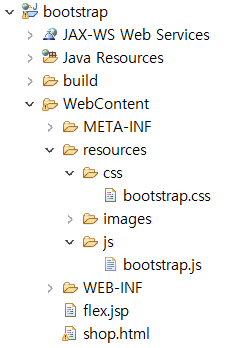 bootstrap
JAX-WS Web Services
Java Resources
build
WebContent
META-INF
resources
css
bootstrap.css
images
js
bootstrap.js
WEB-INF
flex.jsp
shop.html